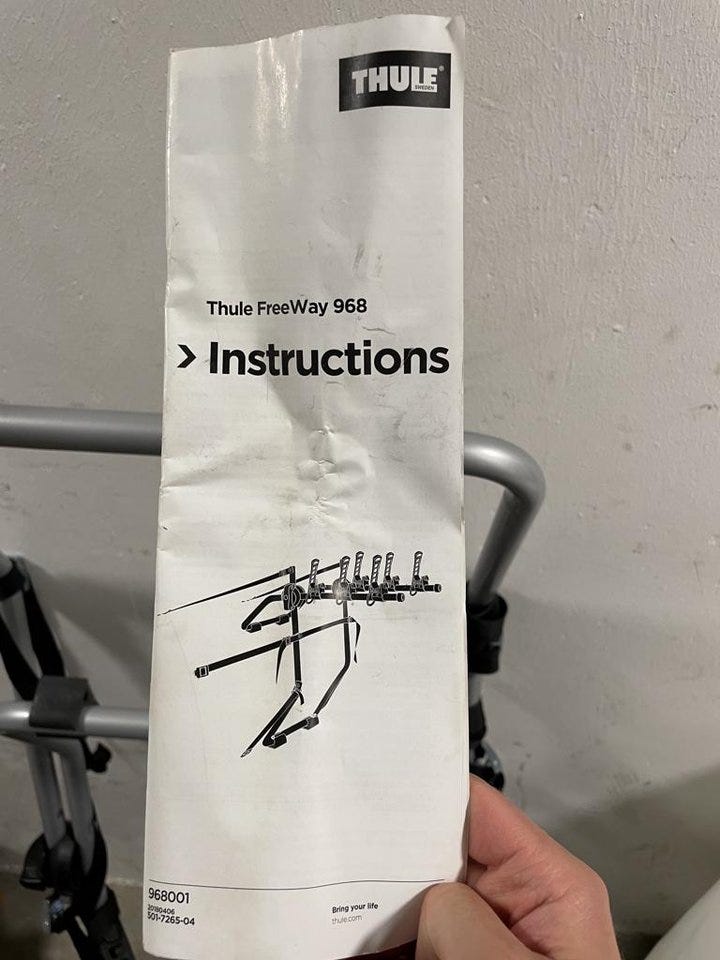 THULE®
SWEDEN
Thule FreeWay 968
› Instructions
968001
20180406
501-7265-04
Bring your life
thule.com